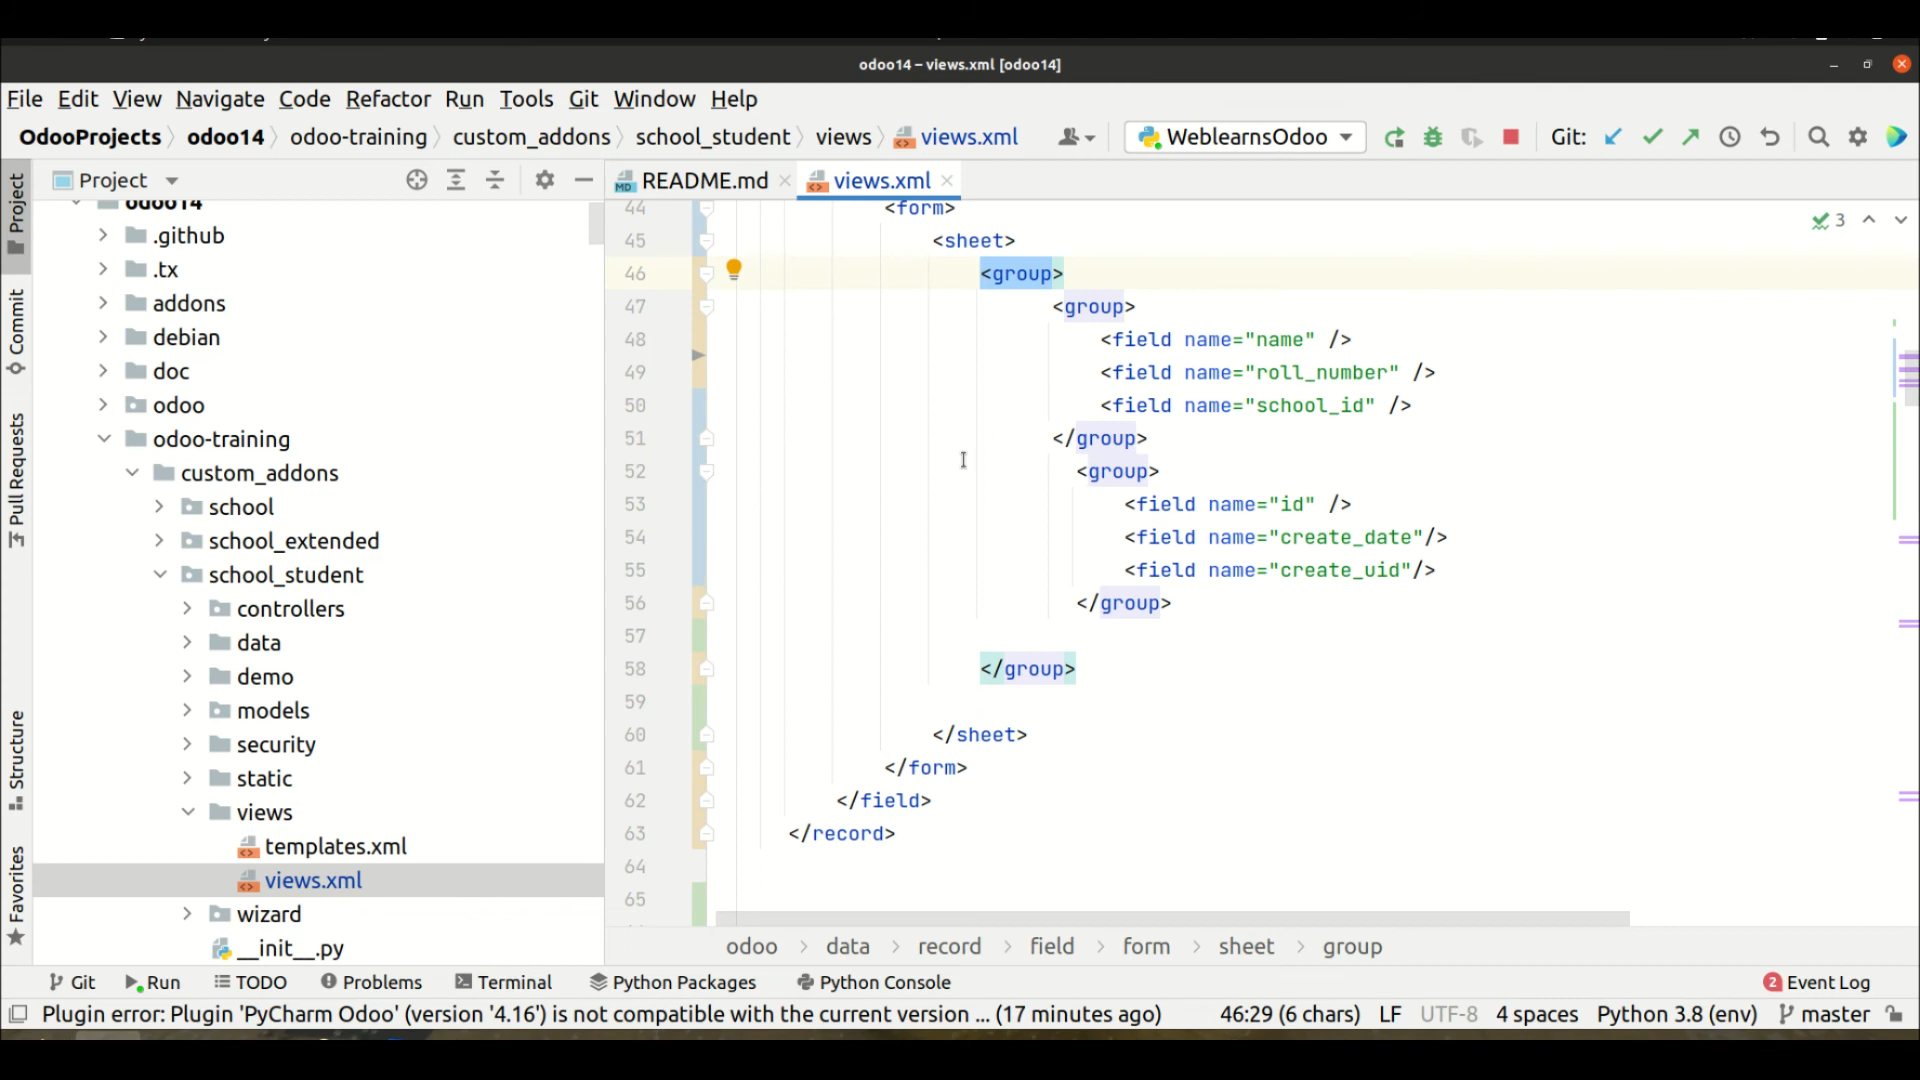 odoo14 – views.xml [odoo14]
File Edit View Navigate Code Refactor Run Tools Git Window Help
OdooProjects odoo14 odoo-training custom_addons school_student views views.xml WeblearnsOdoo Git:
Project
README.md
views.xml
3
Project
Commit
Pull Requests
Structure
Favorites
odoo14
.github
.tx
addons
debian
doc
odoo
odoo-training
custom_addons
school
school_extended
school_student
controllers
data
demo
models
security
static
views
templates.xml
views.xml
wizard
__init__.py
44 <form>
45 <sheet>
46 <group>
47 <group>
48 <field name="name" />
49 <field name="roll_number" />
50 <field name="school_id" />
51 </group>
52 <group>
53 <field name="id" />
54 <field name="create_date"/>
55 <field name="create_uid"/>
56 </group>
57
58 </group>
59
60 </sheet>
61 </form>
62 </field>
63 </record>
64
65
odoo data record field form sheet group
Git Run TODO Problems Terminal Python Packages Python Console 2 Event Log
Plugin error: Plugin 'PyCharm Odoo' (version '4.16') is not compatible with the current version ... (17 minutes ago) 46:29 (6 chars) LF UTF-8 4 spaces Python 3.8 (env) master